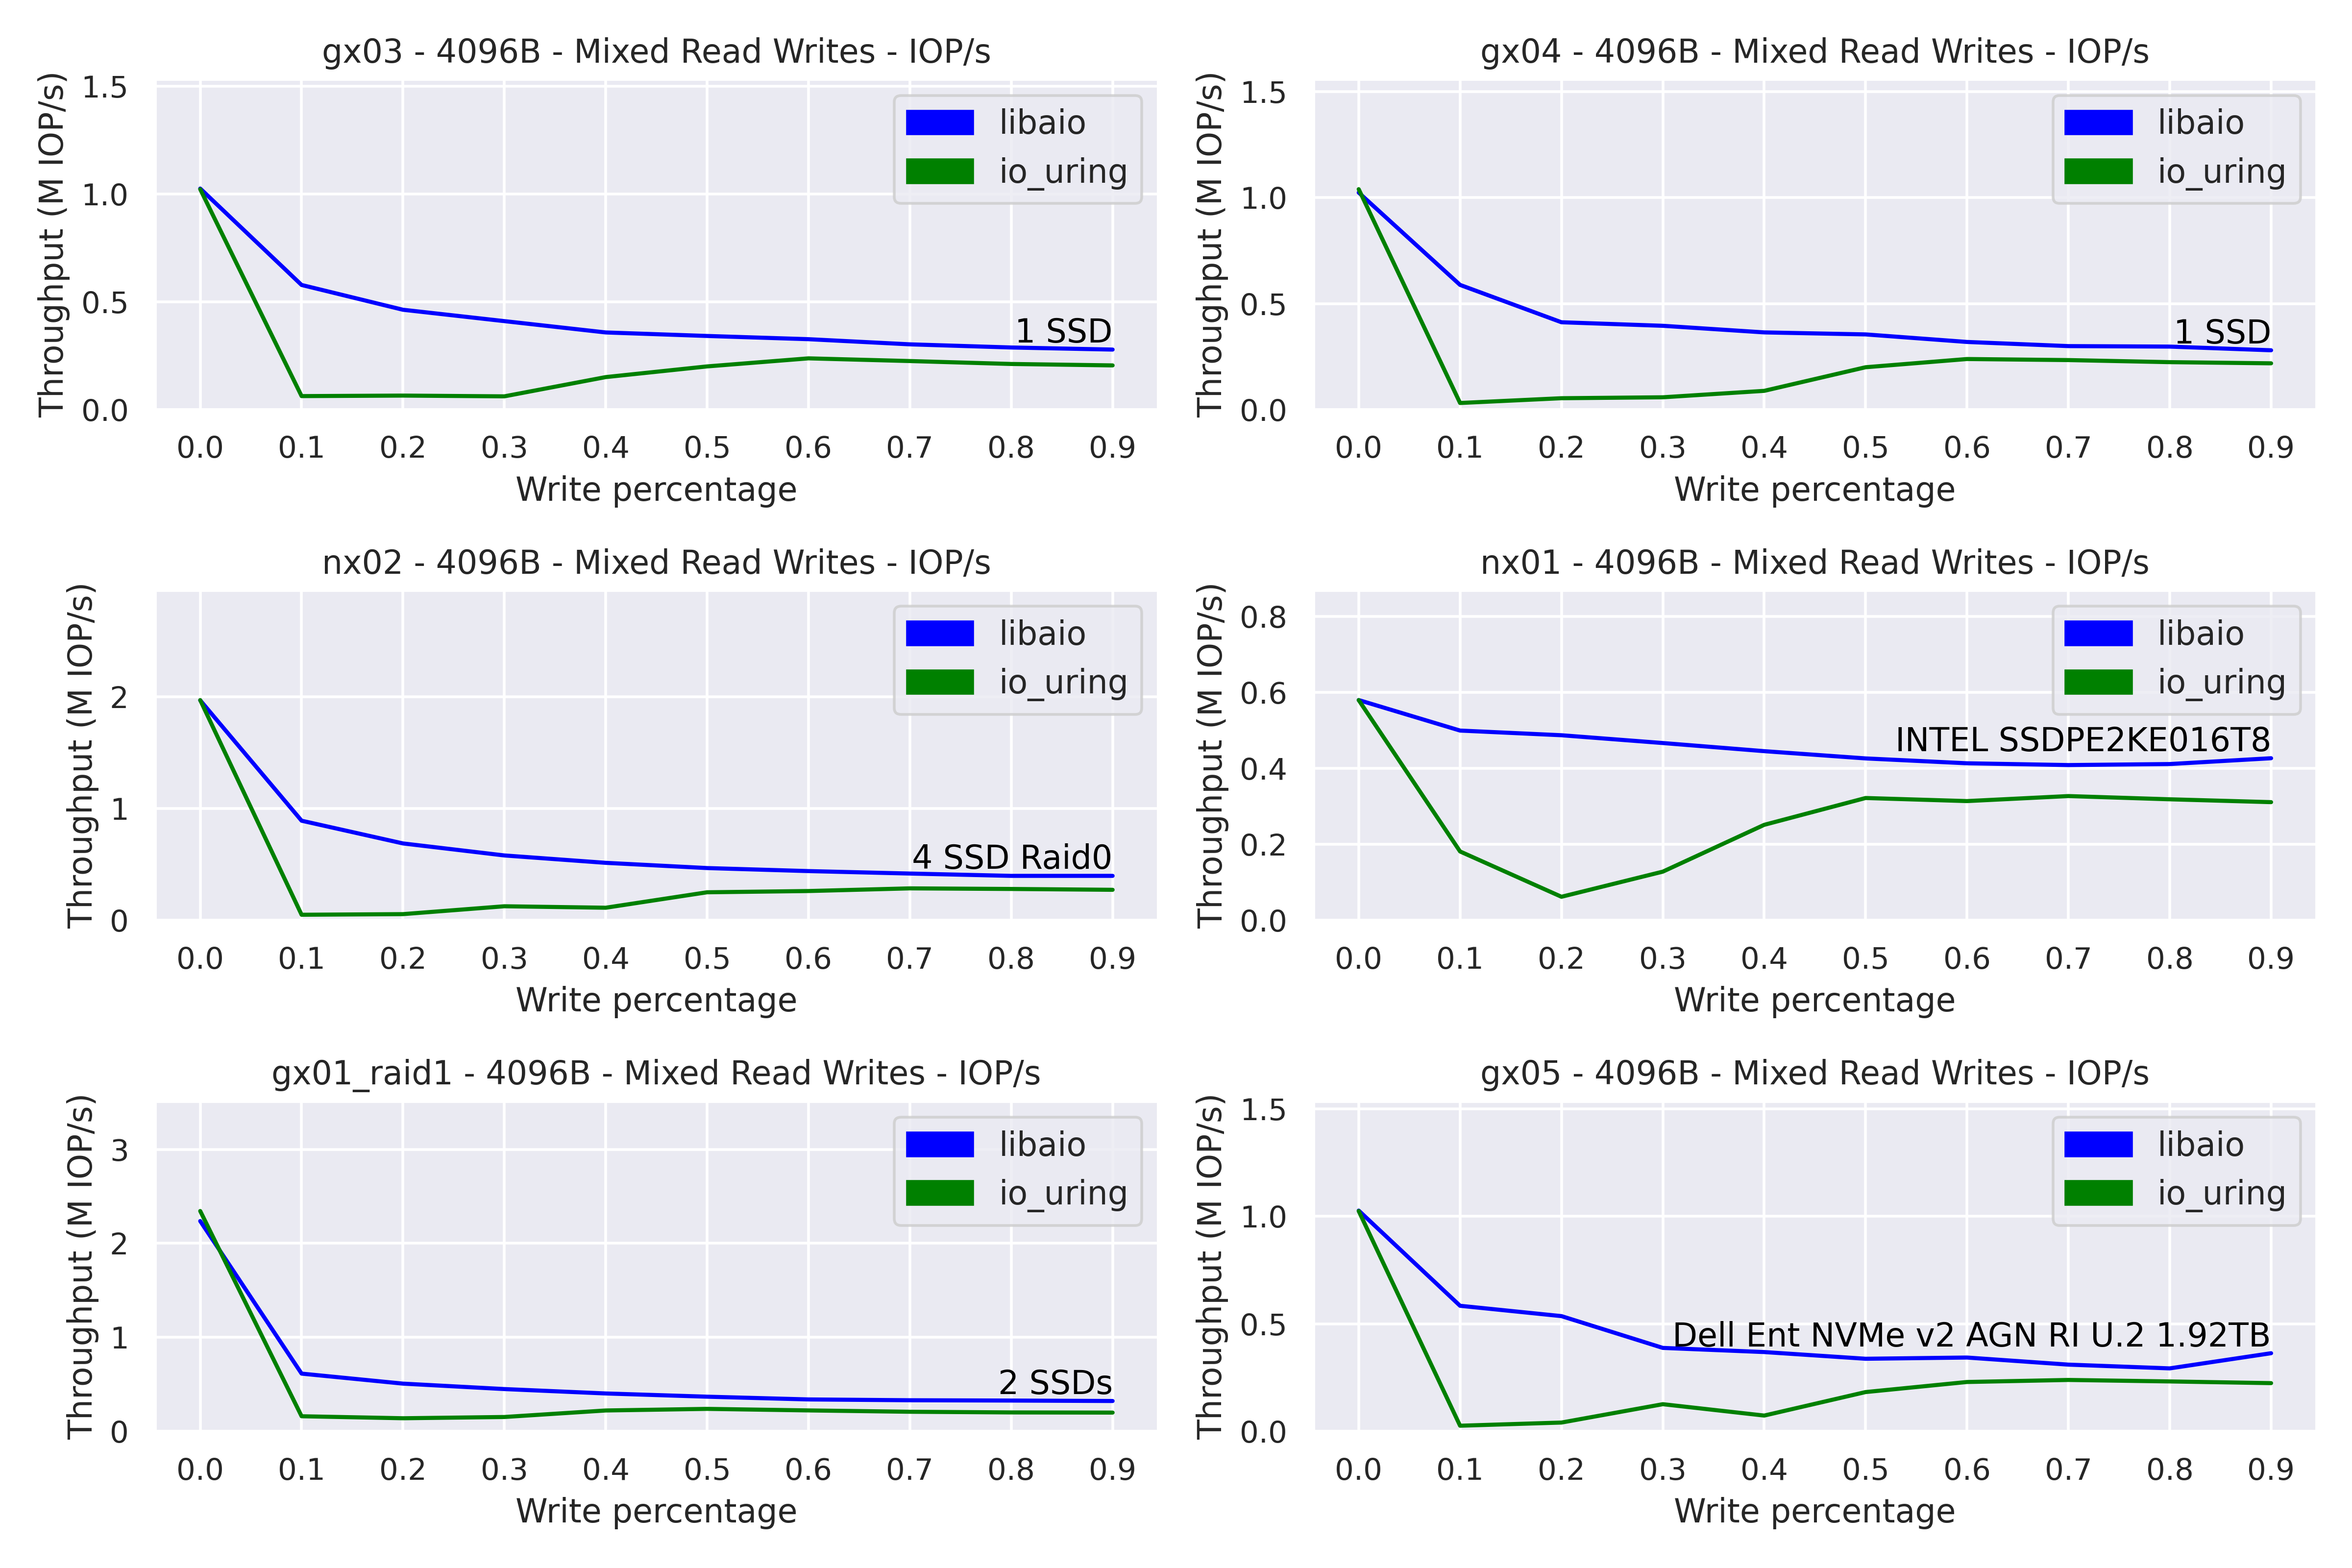 gx03 - 4096B - Mixed Read Writes - IOP/s
Throughput (M IOP/s)
1.5
1.0
0.5
0.0
libaio
io_uring
1 SSD
0.0 0.1 0.2 0.3 0.4 0.5 0.6 0.7 0.8 0.9
Write percentage
gx04 - 4096B - Mixed Read Writes - IOP/s
Throughput (M IOP/s)
1.5
1.0
0.5
0.0
libaio
io_uring
1 SSD
0.0 0.1 0.2 0.3 0.4 0.5 0.6 0.7 0.8 0.9
Write percentage
nx02 - 4096B - Mixed Read Writes - IOP/s
Throughput (M IOP/s)
2
1
0
libaio
io_uring
4 SSD Raid0
0.0 0.1 0.2 0.3 0.4 0.5 0.6 0.7 0.8 0.9
Write percentage
nx01 - 4096B - Mixed Read Writes - IOP/s
Throughput (M IOP/s)
0.8
0.6
0.4
0.2
0.0
libaio
io_uring
INTEL SSDPE2KE016T8
0.0 0.1 0.2 0.3 0.4 0.5 0.6 0.7 0.8 0.9
Write percentage
gx01_raid1 - 4096B - Mixed Read Writes - IOP/s
Throughput (M IOP/s)
3
2
1
0
libaio
io_uring
2 SSDs
0.0 0.1 0.2 0.3 0.4 0.5 0.6 0.7 0.8 0.9
Write percentage
gx05 - 4096B - Mixed Read Writes - IOP/s
Throughput (M IOP/s)
1.5
1.0
0.5
0.0
libaio
io_uring
Dell Ent NVMe v2 AGN RI U.2 1.92TB
0.0 0.1 0.2 0.3 0.4 0.5 0.6 0.7 0.8 0.9
Write percentage